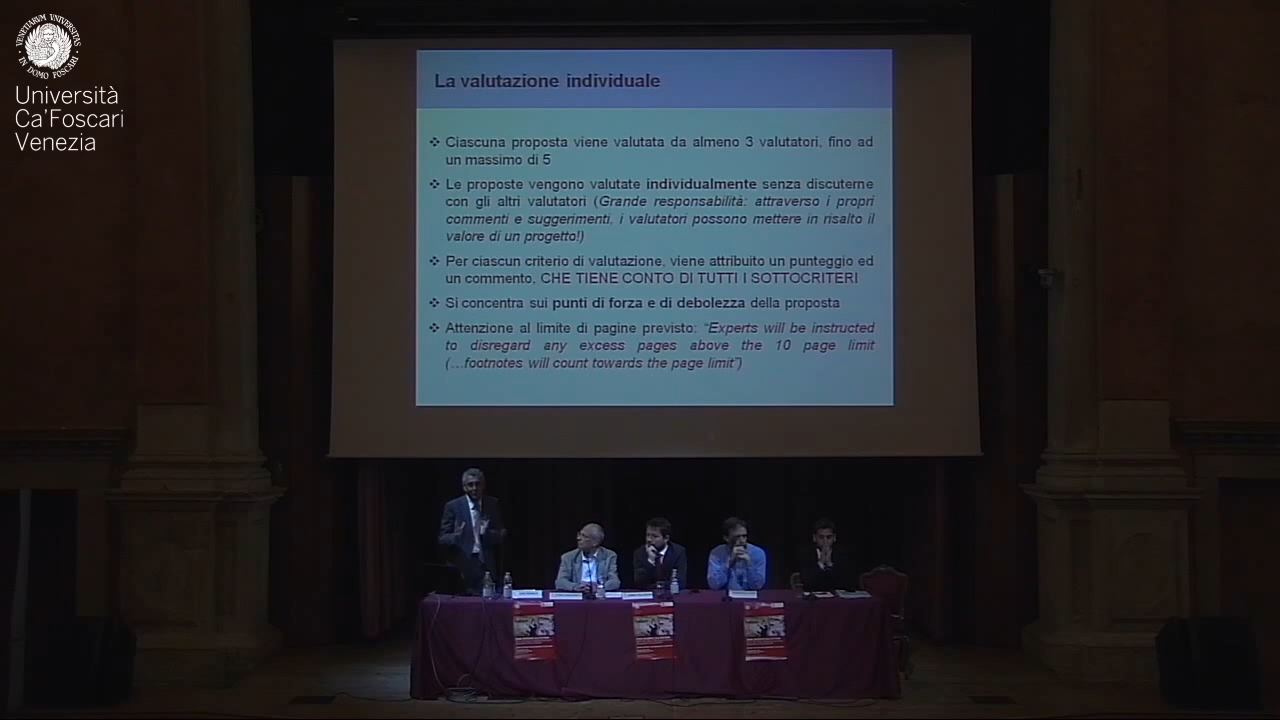 VENETIARVM VNIVERSITAS
IN DOMO FOSCARI
Università
Ca'Foscari
Venezia
La valutazione individuale
❖ Ciascuna proposta viene valutata da almeno 3 valutatori, fino ad
un massimo di 5
❖ Le proposte vengono valutate individualmente senza discuterne
con gli altri valutatori (Grande responsabilità: attraverso i propri
commenti e suggerimenti, i valutatori possono mettere in risalto il
valore di un progetto!)
❖ Per ciascun criterio di valutazione, viene attribuito un punteggio ed
un commento, CHE TIENE CONTO DI TUTTI I SOTTOCRITERI
❖ Si concentra sui punti di forza e di debolezza della proposta
❖ Attenzione al limite di pagine previsto: "Experts will be instructed
to disregard any excess pages above the 10 page limit
(…footnotes will count towards the page limit")